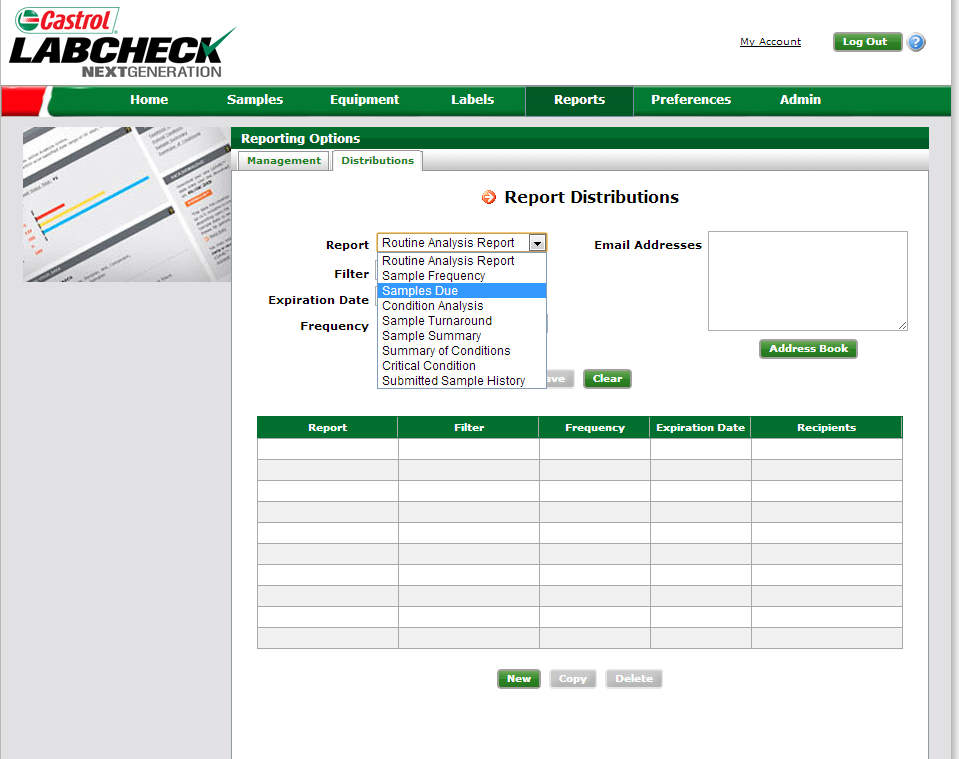 Castrol
LABCHECK
NEXTGENERATION
My Account
Log Out
?
Home Samples Equipment Labels Reports Preferences Admin
Reporting Options
Management Distributions
Report Distributions
Report Routine Analysis Report
Email Addresses
Routine Analysis Report
Filter
Sample Frequency
Samples Due
Expiration Date
Condition Analysis
Sample Turnaround
Frequency
Sample Summary
Summary of Conditions
Address Book
Critical Condition
Submitted Sample History
Clear
Report Filter Frequency Expiration Date Recipients
New Copy Delete